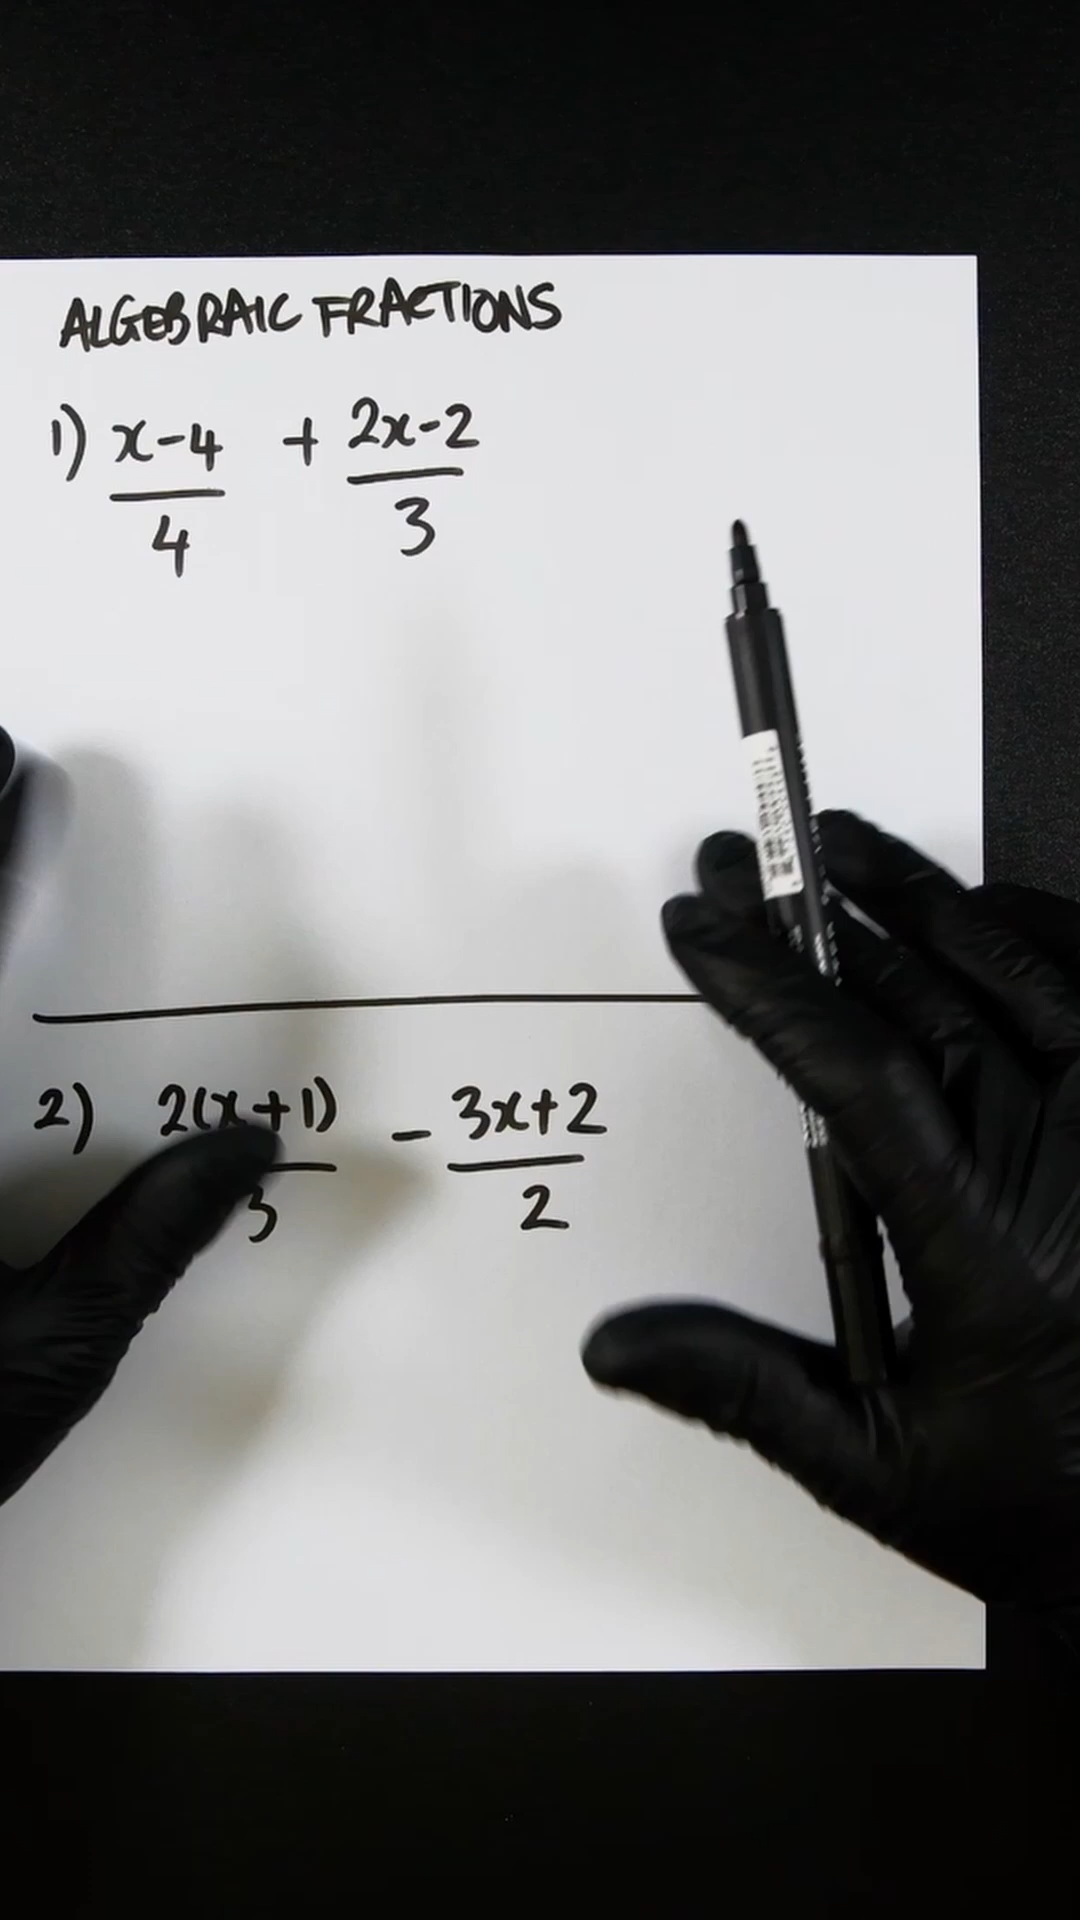 ALGEBRAIC FRACTIONS
1) x-4/4 + 2x-2/3
2) 2(x+1)/3 - 3x+2/2